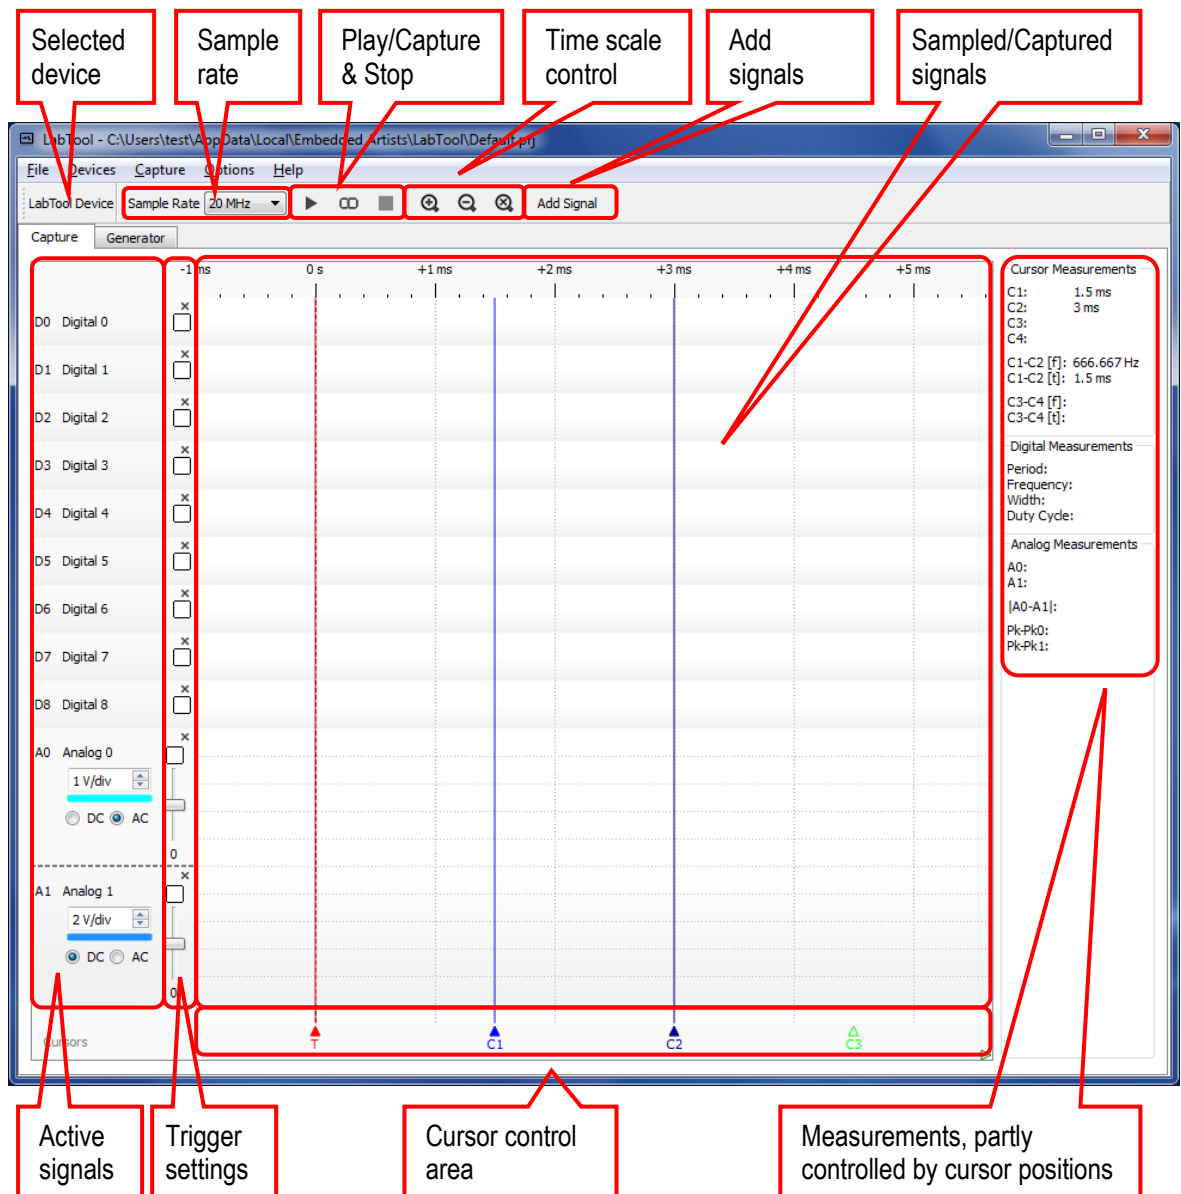 Selected
device
Sample
rate
Play/Capture
& Stop
Time scale
control
Add
signals
Sampled/Captured
signals
LabTool - C:\Users\test\AppData\Local\Embedded Artists\LabTool\Default.prj
File Devices Capture Options Help
LabTool Device Sample Rate 20 MHz Add Signal
Capture Generator
-1 ms 0 s +1 ms +2 ms +3 ms +4 ms +5 ms
D0 Digital 0
D1 Digital 1
D2 Digital 2
D3 Digital 3
D4 Digital 4
D5 Digital 5
D6 Digital 6
D7 Digital 7
D8 Digital 8
A0 Analog 0
1 V/div
DC AC
0
A1 Analog 1
2 V/div
DC AC
0
Cursors
T C1 C2 C3
Cursor Measurements
C1: 1.5 ms
C2: 3 ms
C3:
C4:
C1-C2 [f]: 666.667 Hz
C1-C2 [t]: 1.5 ms
C3-C4 [f]:
C3-C4 [t]:
Digital Measurements
Period:
Frequency:
Width:
Duty Cycle:
Analog Measurements
A0:
A1:
|A0-A1|:
Pk-Pk0:
Pk-Pk1:
Active
signals
Trigger
settings
Cursor control
area
Measurements, partly
controlled by cursor positions